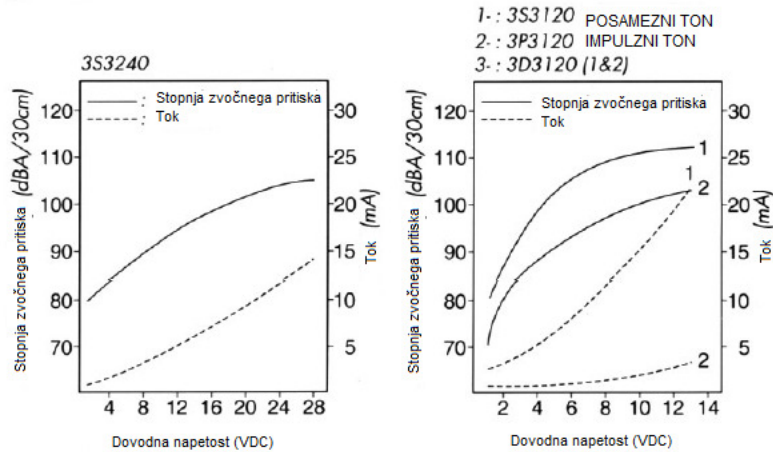 3S3240
Stopnja zvočnega pritiska (dBA/30cm)
120
110
100
90
80
70
: Stopnja zvočnega pritiska
: Tok
30
25
20
15
10
5
Tok (mA)
4 8 12 16 20 24 28
Dovodna napetost (VDC)
1- : 3S3120 POSAMEZNI TON
2- : 3P3120 IMPULZNI TON
3- : 3D3120 (1&2)
Stopnja zvočnega pritiska (dBA/30cm)
120
110
100
90
80
70
Stopnja zvočnega pritiska
Tok
1
1
2
2
30
25
20
15
10
5
Tok (mA)
2 4 6 8 10 12 14
Dovodna napetost (VDC)